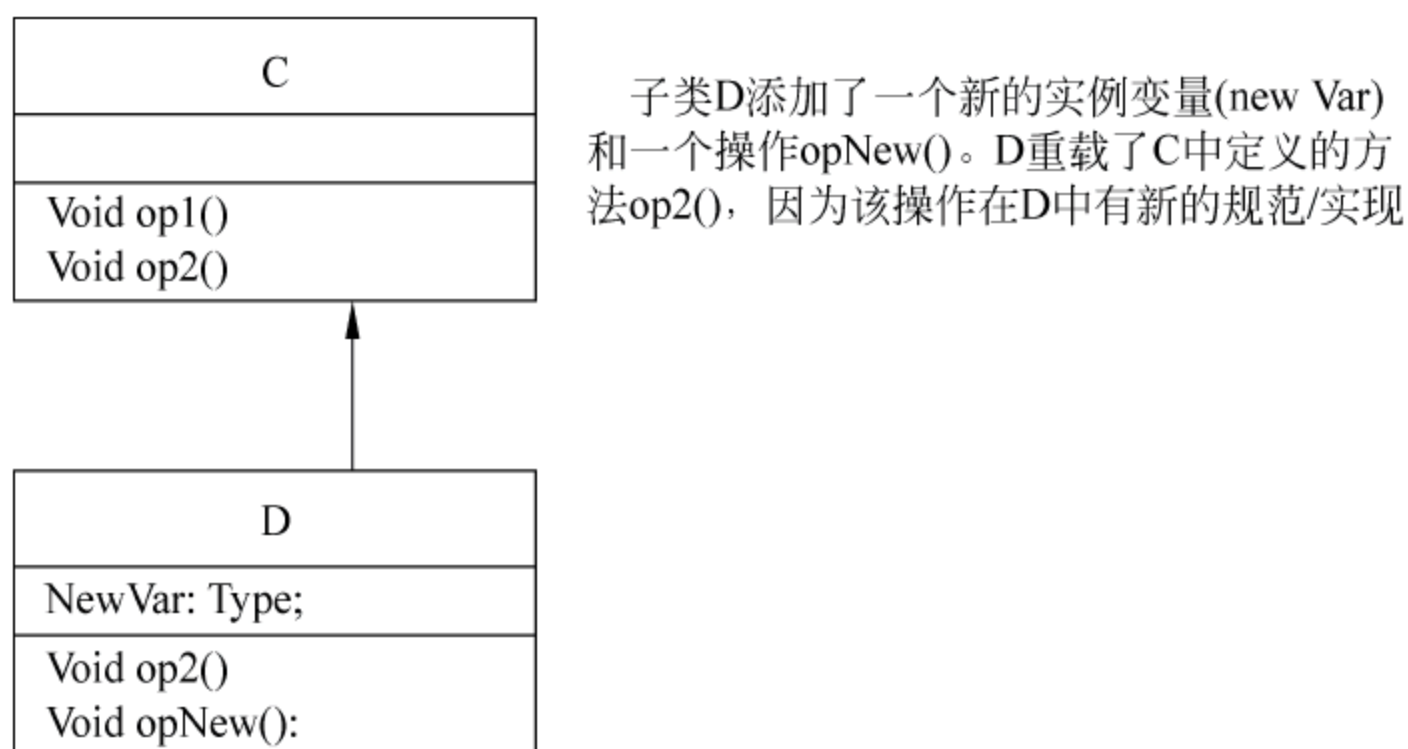 C
Void op1()
Void op2()
子类D添加了一个新的实例变量(new Var)
和一个操作opNew()。D重载了C中定义的方
法op2()，因为该操作在D中有新的规范/实现
D
NewVar: Type;
Void op2()
Void opNew():